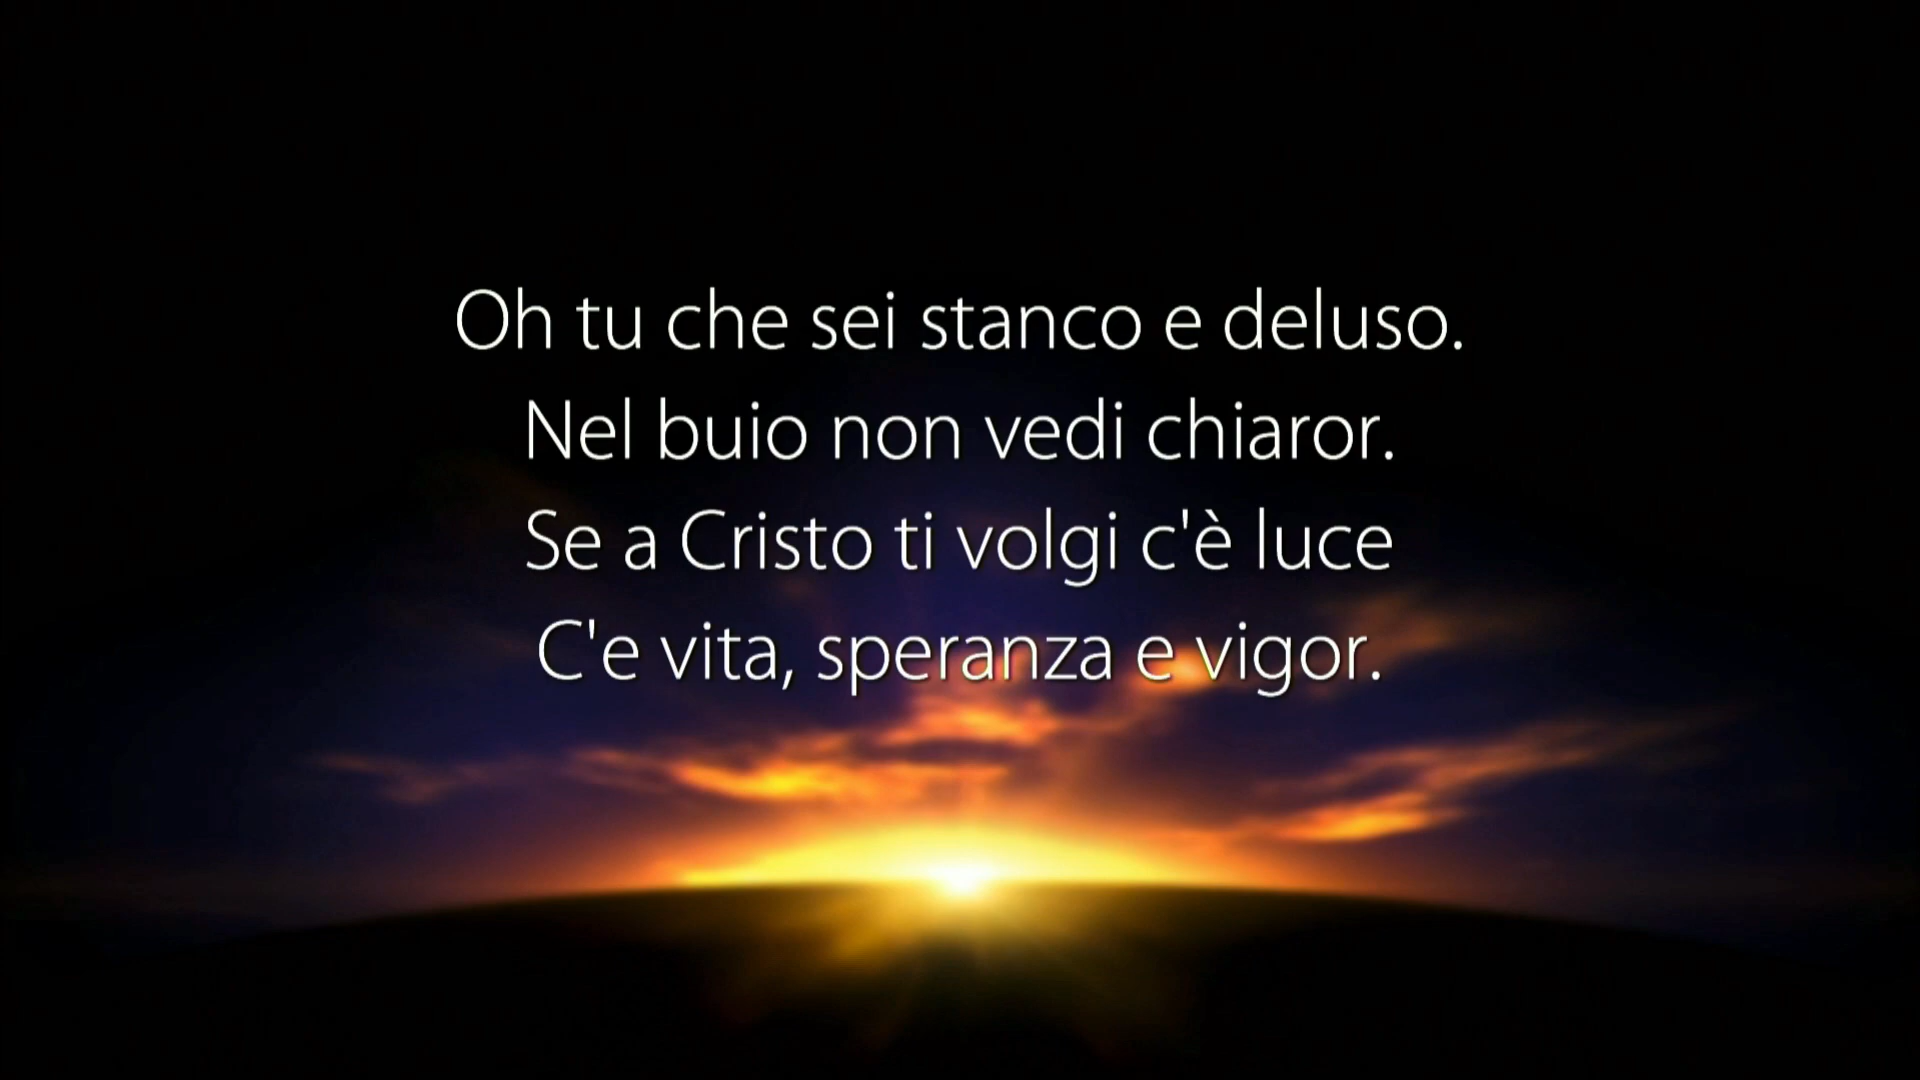 Oh tu che sei stanco e deluso.
Nel buio non vedi chiaror.
Se a Cristo ti volgi c'è luce
C'e vita, speranza e vigor.